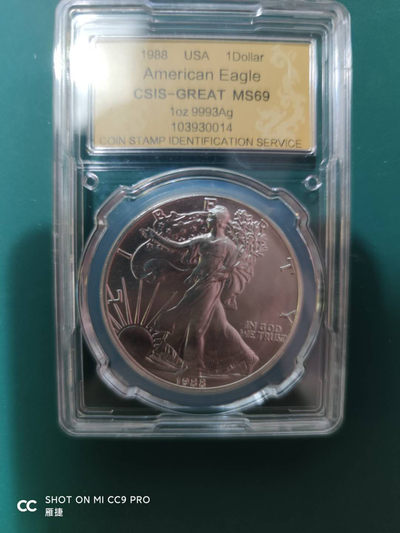 1988 USA 1Dollar
American Eagle
CSIS-GREAT MS69
1oz 9993Ag
103930014
COIN STAMP IDENTIFICATION SERVICE
LIBERTY
IN GOD
WE TRUST
1988
SHOT ON MI CC9 PRO
雁捷